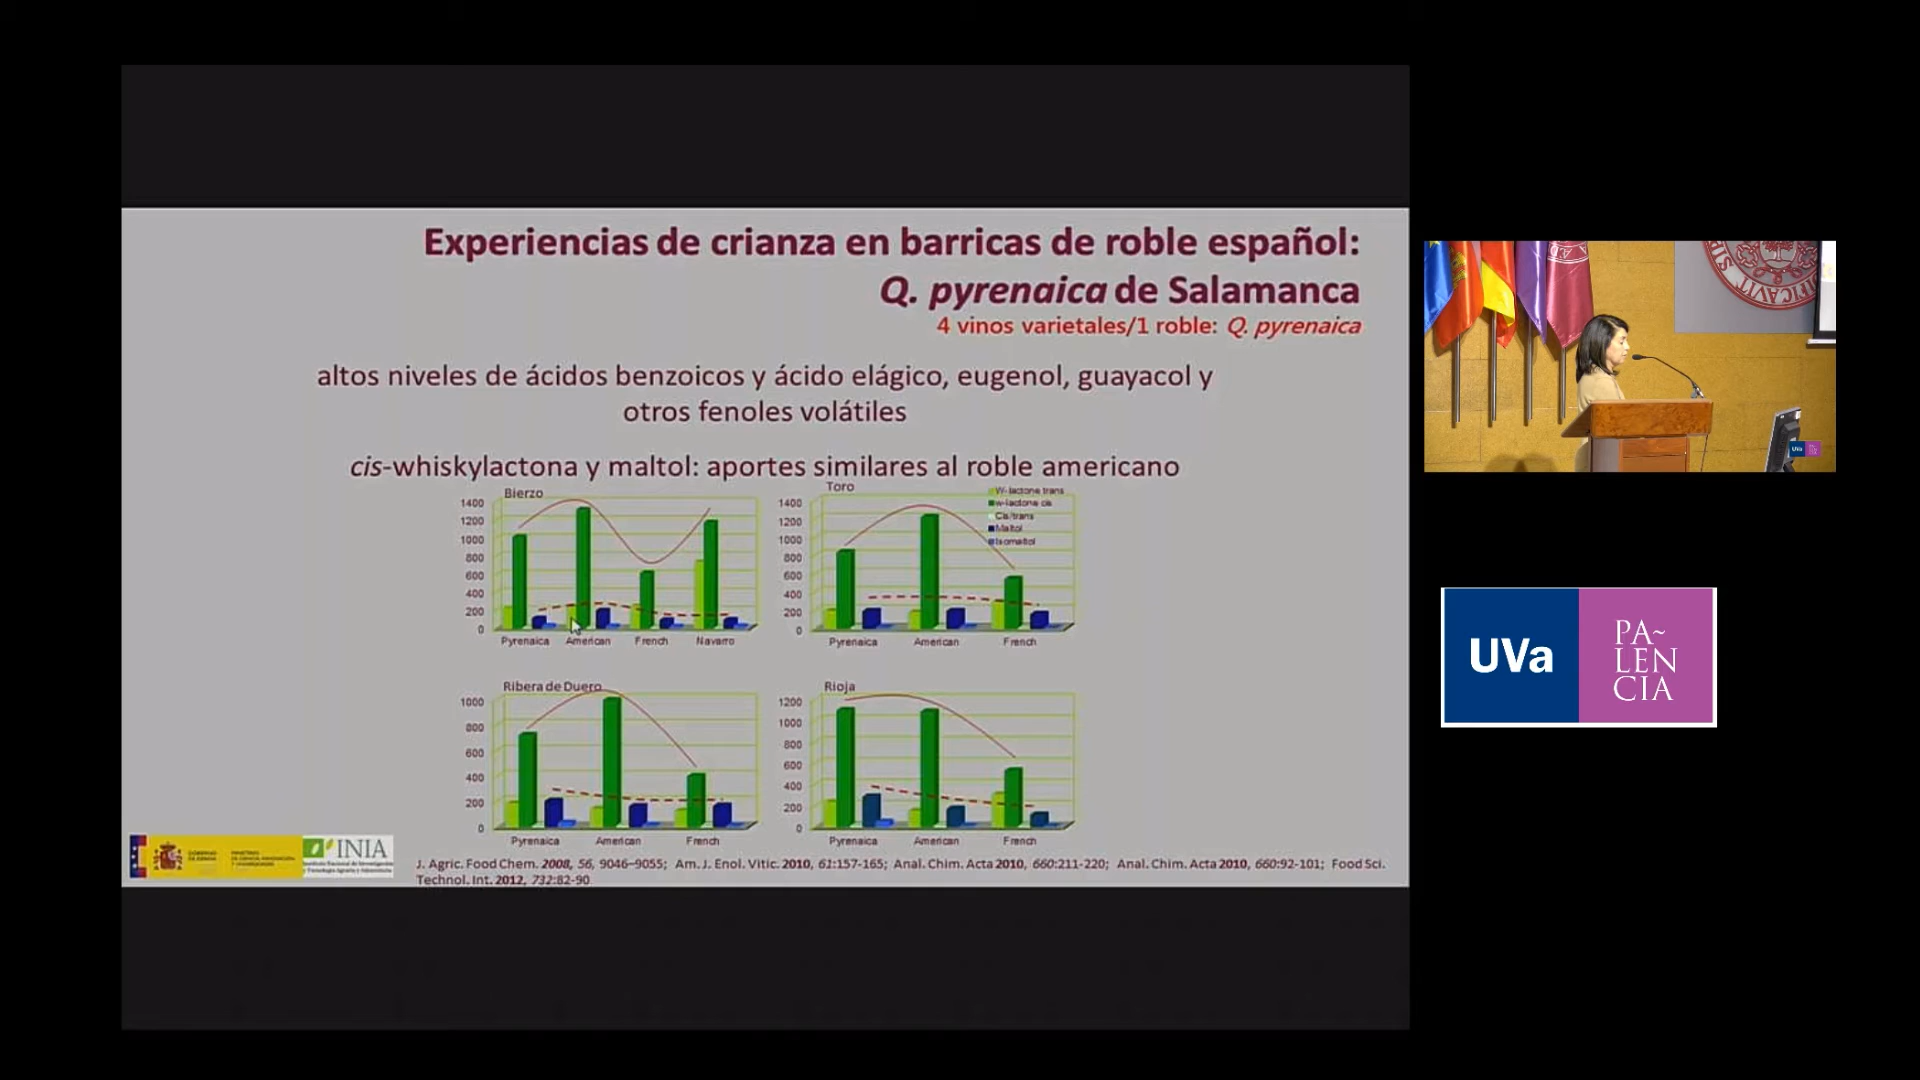 Experiencias de crianza en barricas de roble español:
Q. pyrenaica de Salamanca
4 vinos varietales/1 roble: Q. pyrenaica
altos niveles de ácidos benzoicos y ácido elágico, eugenol, guayacol y
otros fenoles volátiles
cis-whiskylactona y maltol: aportes similares al roble americano
Bierzo
1400
1200
1000
800
600
400
200
0
Pyrenaica American French Navarro
Toro
1400
1200
1000
800
600
400
200
0
Pyrenaica American French
W-lactone trans
w-lactone cis
Cis/trans
Maltol
Isomaltol
Ribera de Duero
1000
800
600
400
200
0
Pyrenaica American French
Rioja
1200
1000
800
600
400
200
0
Pyrenaica American French
INIA
J. Agric. Food Chem. 2008, 56, 9046–9055; Am. J. Enol. Vitic. 2010, 61:157-165; Anal. Chim. Acta 2010, 660:211-220; Anal. Chim. Acta 2010, 660:92-101; Food Sci.
Technol. Int. 2012, 732:82-90
UVa
PA~
LEN
CIA